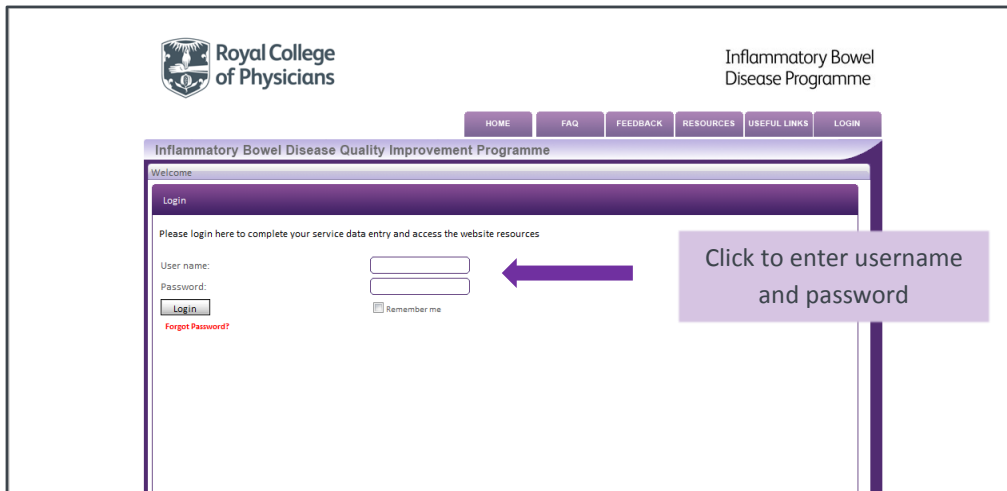 Royal College
of Physicians
Inflammatory Bowel
Disease Programme
HOME FAQ FEEDBACK RESOURCES USEFUL LINKS LOGIN
Inflammatory Bowel Disease Quality Improvement Programme
Welcome
Login
Please login here to complete your service data entry and access the website resources
User name:
Password:
Login Remember me
Forgot Password?
Click to enter username
and password